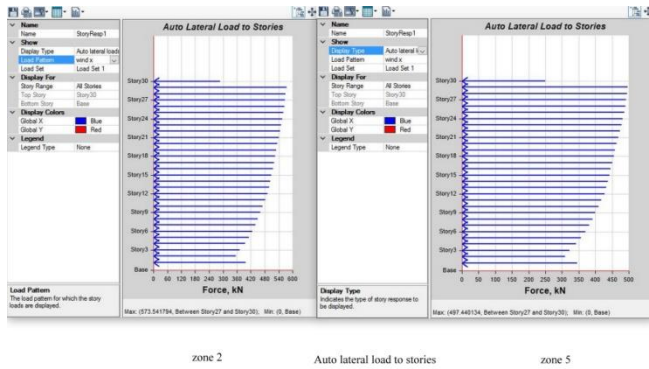 Name
Name StoryResp1
Show
Display Type Auto lateral loads
Load Pattern wind x
Load Set Load Set 1
Display For
Story Range All Stories
Top Story Story30
Bottom Story Base
Display Colors
Global X Blue
Global Y Red
Legend
Legend Type None
Load Pattern
The load pattern for which the story
loads are displayed.
Auto Lateral Load to Stories
Story30
Story27
Story24
Story21
Story18
Story15
Story12
Story9
Story6
Story3
Base
0 60 120 180 240 300 360 420 480 540 600
Force, kN
Max: (573.541794, Between Story27 and Story30); Min: (0, Base)
Name
Name StoryResp1
Show
Display Type Auto lateral l
Load Pattern wind x
Load Set Load Set 1
Display For
Story Range All Stories
Top Story Story30
Bottom Story Base
Display Colors
Global X Blue
Global Y Red
Legend
Legend Type None
Display Type
Indicates the type of story response to
be displayed.
Auto Lateral Load to Stories
Story30
Story27
Story24
Story21
Story18
Story15
Story12
Story9
Story6
Story3
Base
0 50 100 150 200 250 300 350 400 450 500
Force, kN
Max: (497.440154, Between Story27 and Story30); Min: (0, Base)
zone 2 Auto lateral load to stories zone 5